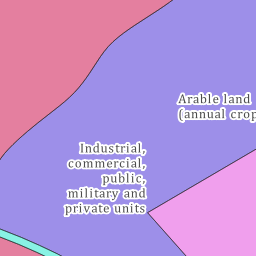 Arable land
(annual crop
Industrial,
commercial,
public,
military and
private units